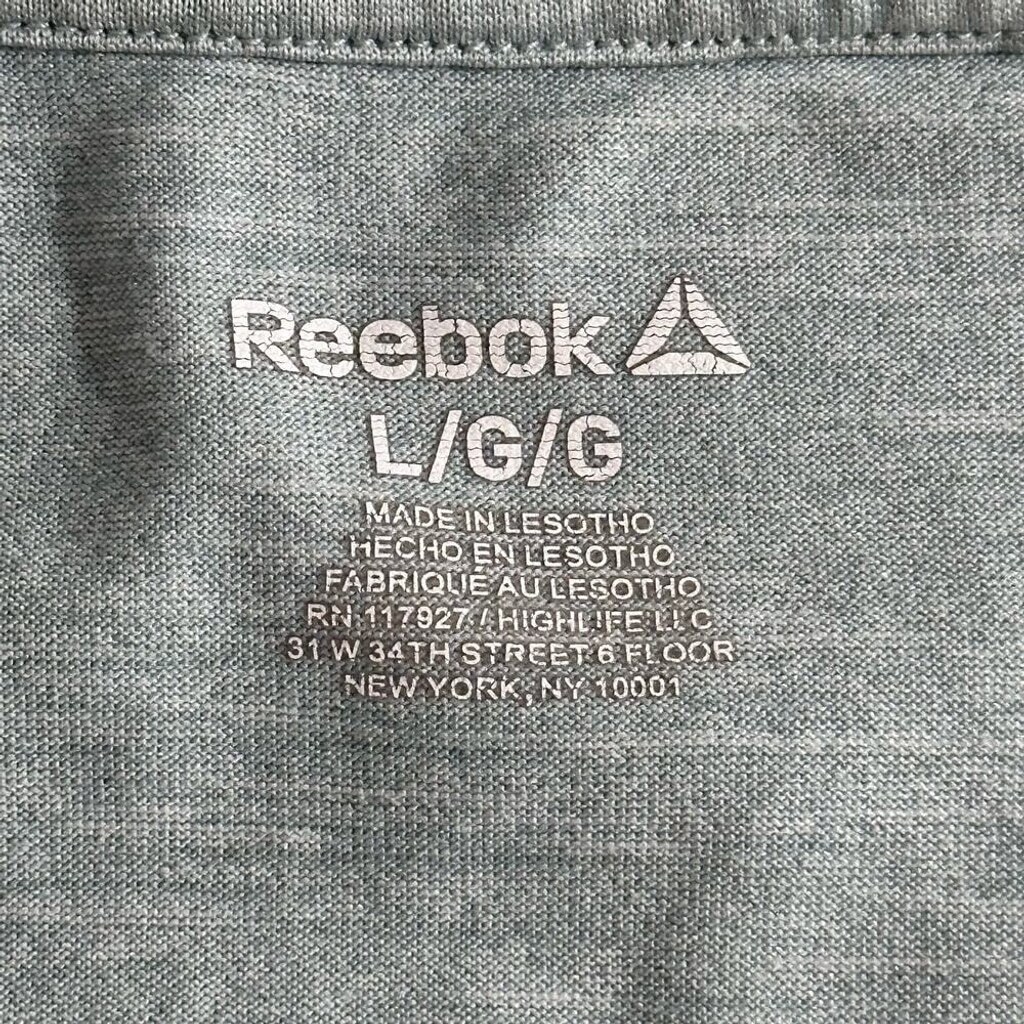 Reebok
L/G/G
MADE IN LESOTHO
HECHO EN LESOTHO
FABRIQUÉ AU LESOTHO
RN 117927 / HIGHLIFE LLC
31 W 34TH STREET 6 FLOOR
NEW YORK, NY 10001